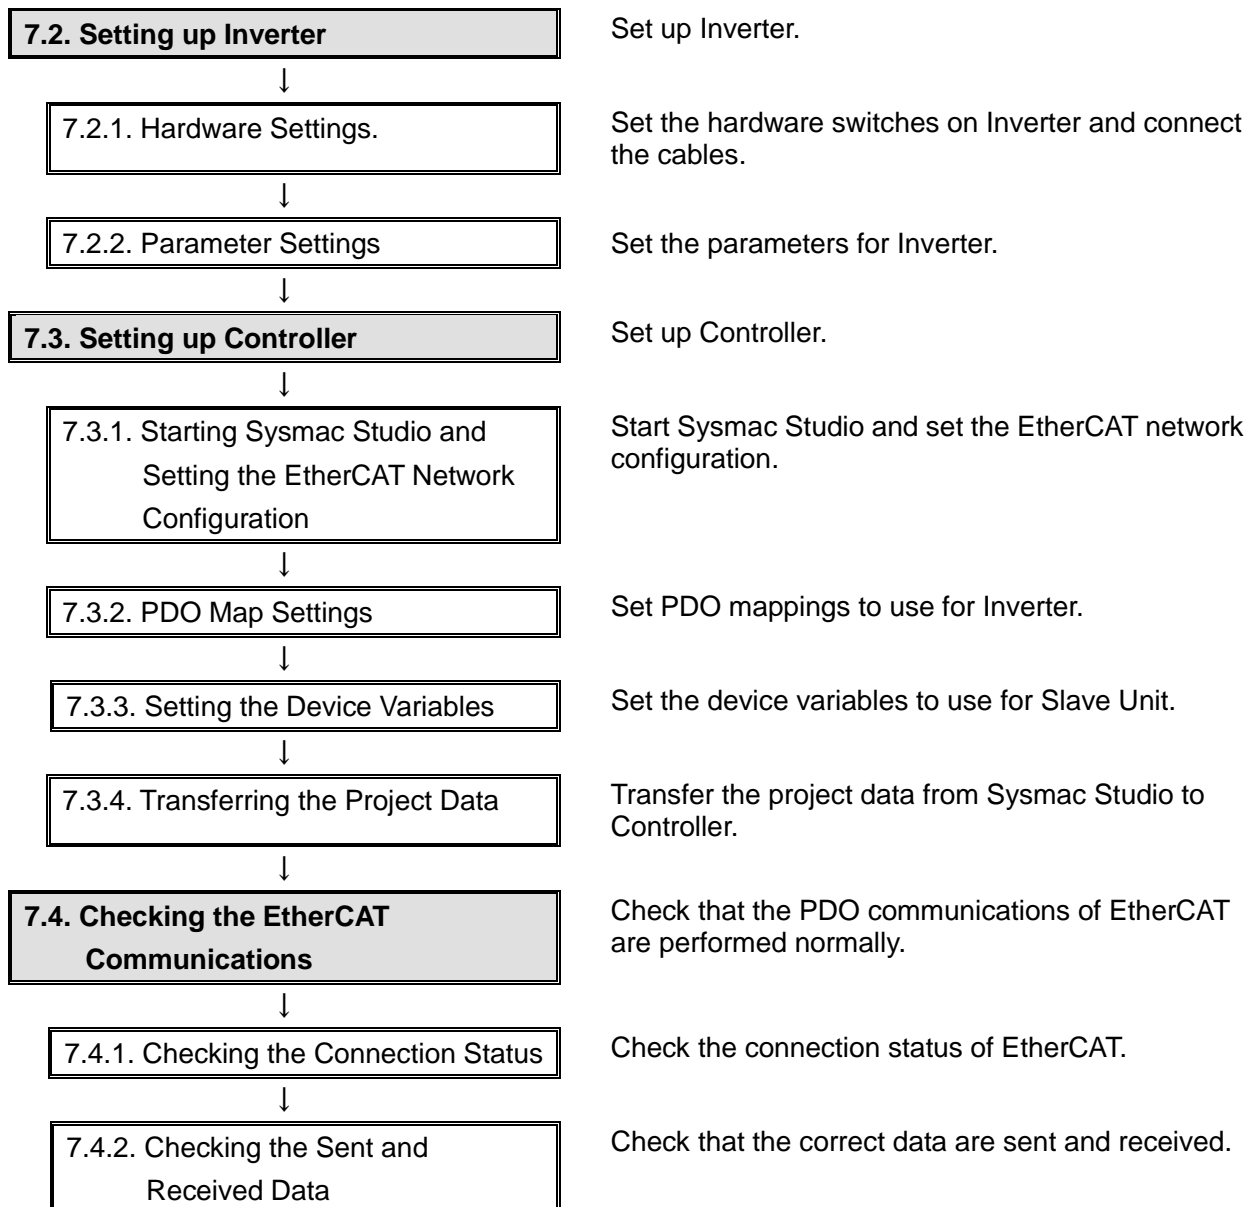 7.2. Setting up Inverter
Set up Inverter.
↓
7.2.1. Hardware Settings.
Set the hardware switches on Inverter and connect
the cables.
↓
7.2.2. Parameter Settings
Set the parameters for Inverter.
↓
7.3. Setting up Controller
Set up Controller.
↓
7.3.1. Starting Sysmac Studio and
Setting the EtherCAT Network
Configuration
Start Sysmac Studio and set the EtherCAT network
configuration.
↓
7.3.2. PDO Map Settings
Set PDO mappings to use for Inverter.
↓
7.3.3. Setting the Device Variables
Set the device variables to use for Slave Unit.
↓
7.3.4. Transferring the Project Data
Transfer the project data from Sysmac Studio to
Controller.
↓
7.4. Checking the EtherCAT
Communications
Check that the PDO communications of EtherCAT
are performed normally.
↓
7.4.1. Checking the Connection Status
Check the connection status of EtherCAT.
↓
7.4.2. Checking the Sent and
Received Data
Check that the correct data are sent and received.